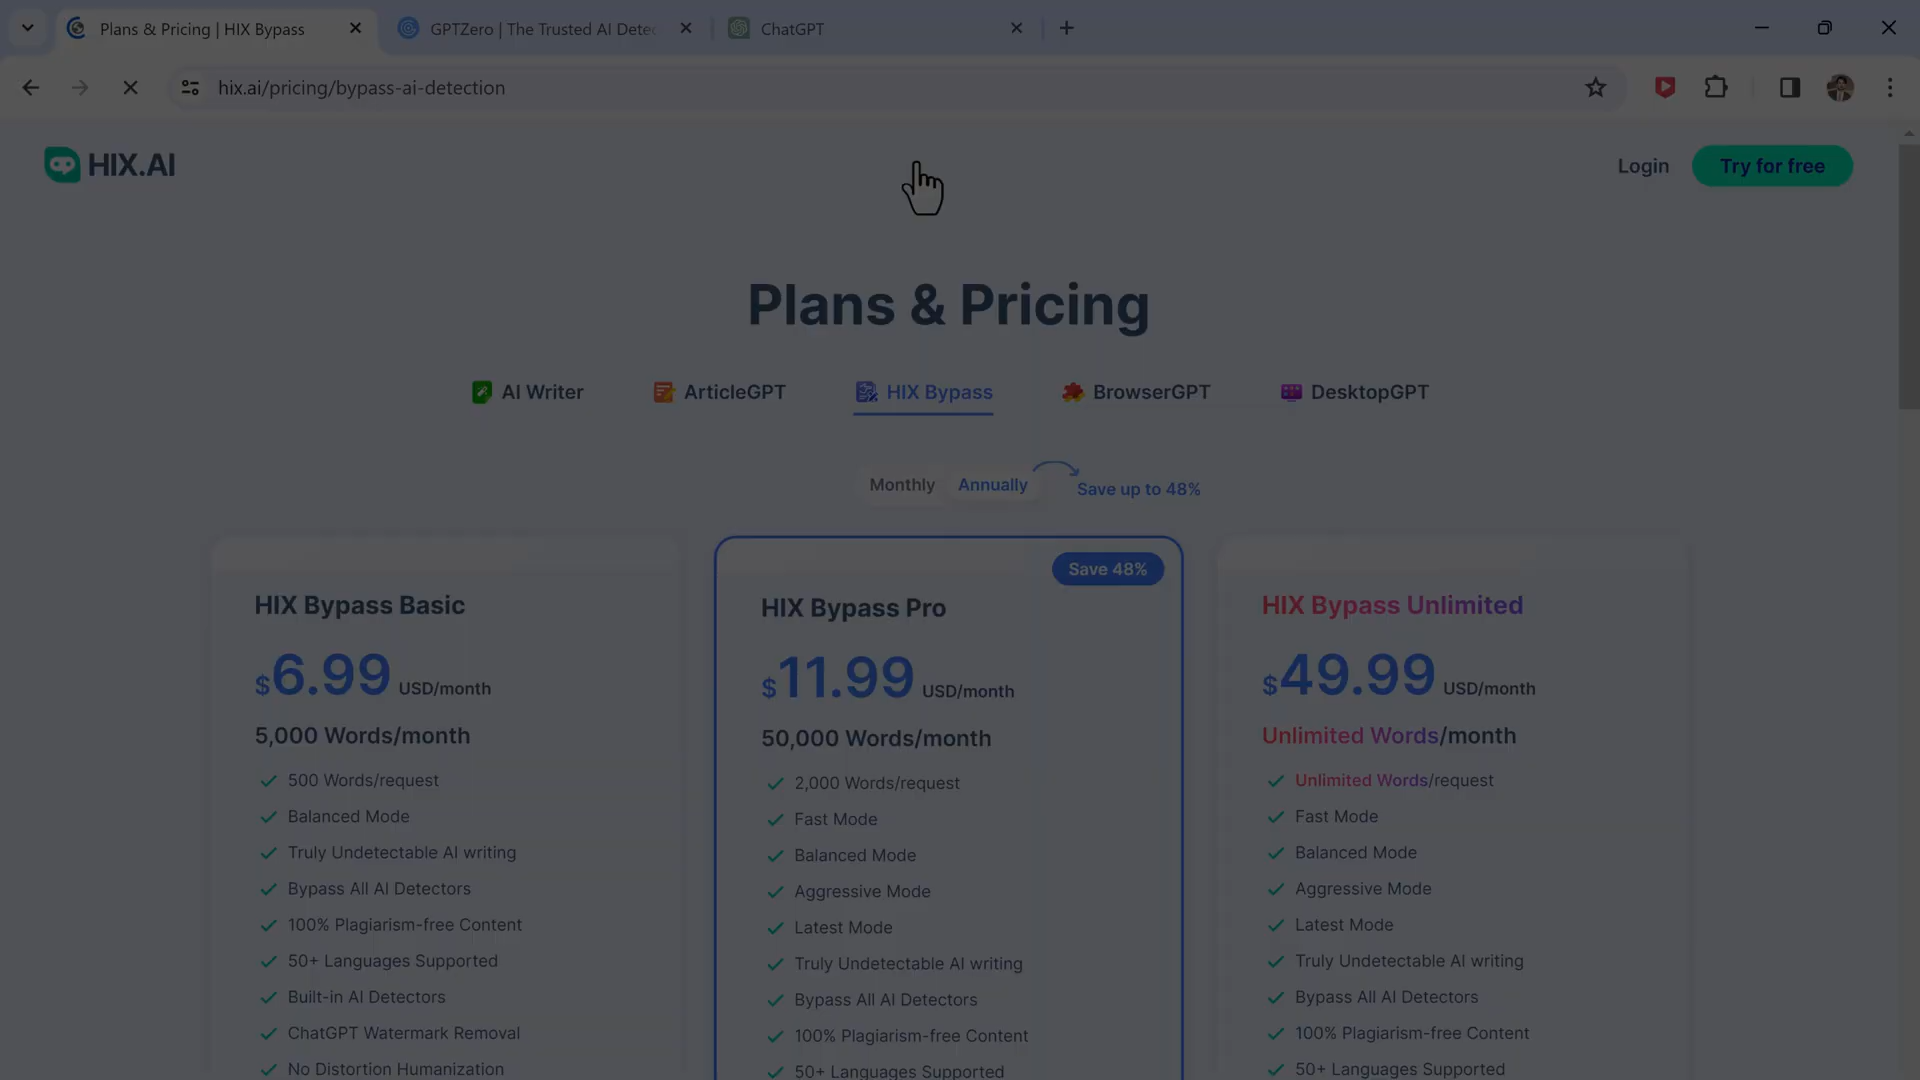 Plans & Pricing | HIX Bypass
GPTZero | The Trusted AI Detec
ChatGPT
hix.ai/pricing/bypass-ai-detection
HIX.AI
Login
Try for free
Plans & Pricing
AI Writer
ArticleGPT
HIX Bypass
BrowserGPT
DesktopGPT
Monthly
Annually
Save up to 48%
HIX Bypass Basic
$6.99 USD/month
5,000 Words/month
500 Words/request
Balanced Mode
Truly Undetectable AI writing
Bypass All AI Detectors
100% Plagiarism-free Content
50+ Languages Supported
Built-in AI Detectors
ChatGPT Watermark Removal
No Distortion Humanization
Save 48%
HIX Bypass Pro
$11.99 USD/month
50,000 Words/month
2,000 Words/request
Fast Mode
Balanced Mode
Aggressive Mode
Latest Mode
Truly Undetectable AI writing
Bypass All AI Detectors
100% Plagiarism-free Content
50+ Languages Supported
HIX Bypass Unlimited
$49.99 USD/month
Unlimited Words/month
Unlimited Words/request
Fast Mode
Balanced Mode
Aggressive Mode
Latest Mode
Truly Undetectable AI writing
Bypass All AI Detectors
100% Plagiarism-free Content
50+ Languages Supported